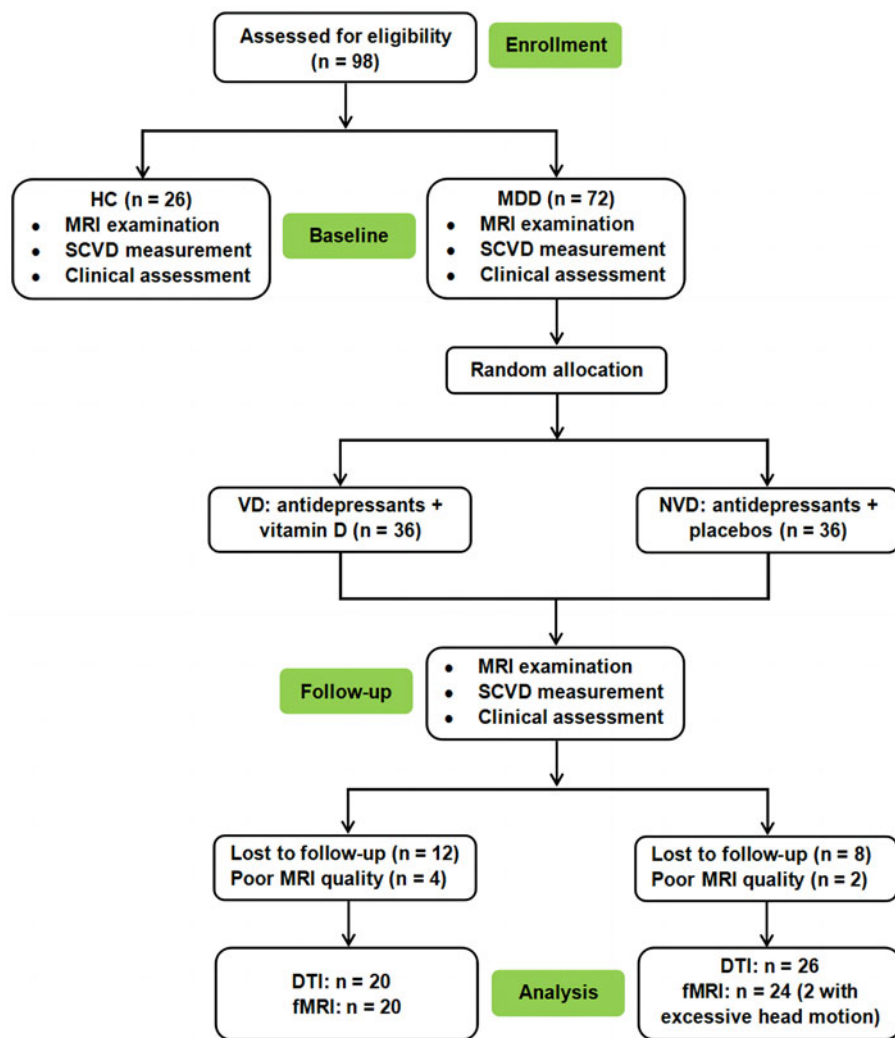 Assessed for eligibility
(n = 98)
Enrollment
HC (n = 26)
• MRI examination
• SCVD measurement
• Clinical assessment
Baseline
MDD (n = 72)
• MRI examination
• SCVD measurement
• Clinical assessment
Random allocation
VD: antidepressants +
vitamin D (n = 36)
NVD: antidepressants +
placebos (n = 36)
Follow-up
• MRI examination
• SCVD measurement
• Clinical assessment
Lost to follow-up (n = 12)
Poor MRI quality (n = 4)
Lost to follow-up (n = 8)
Poor MRI quality (n = 2)
DTI: n = 20
fMRI: n = 20
Analysis
DTI: n = 26
fMRI: n = 24 (2 with
excessive head motion)